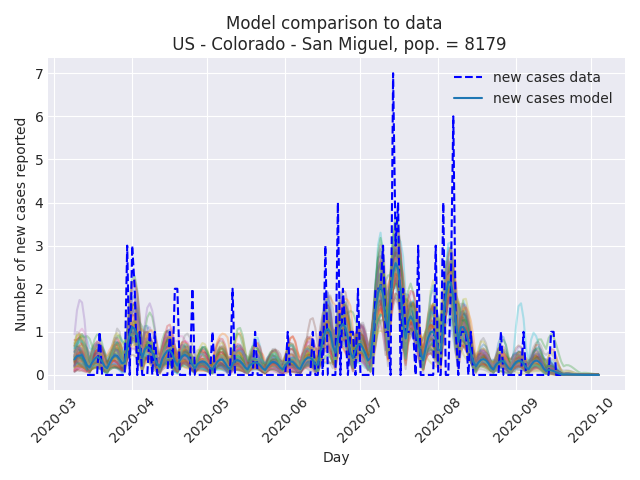 Model comparison to data
US - Colorado - San Miguel, pop. = 8179
new cases data
new cases model
Number of new cases reported
7
6
5
4
3
2
1
0
2020-03
2020-04
2020-05
2020-06
2020-07
2020-08
2020-09
2020-10
Day